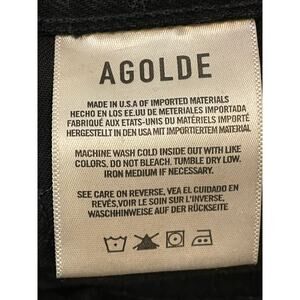 AGOLDE
MADE IN U.S.A OF IMPORTED MATERIALS
HECHO EN LOS EE.UU DE METERIALES IMPORTADA
FABRIQUÉ AUX ETATS-UNIS DU MATÉRIEL IMPORTÉ
HERGESTELLT IN DEN USA MIT IMPORTIERTEM MATERIAL
MACHINE WASH COLD INSIDE OUT WITH LIKE
COLORS, DO NOT BLEACH, TUMBLE DRY LOW.
IRON MEDIUM IF NECESSARY.
SEE CARE ON REVERSE, VEA EL CUIDADO EN
REVÉS,VOIR LE SOIN SUR L'INVERSE,
WASCHHINWEISE AUF DER RÜCKSEITE